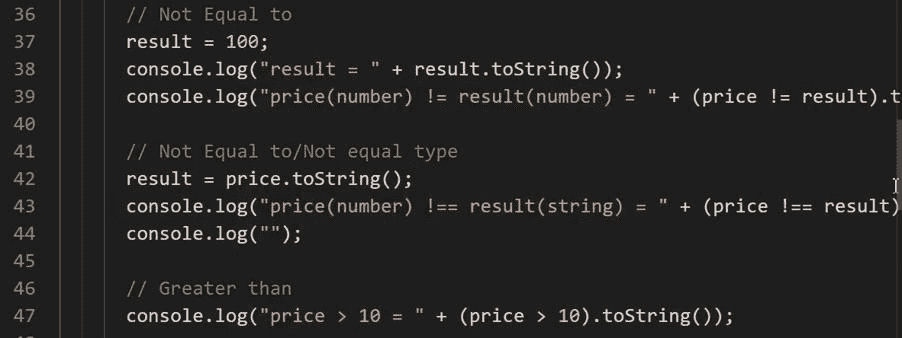 36 // Not Equal to
37 result = 100;
38 console.log("result = " + result.toString());
39 console.log("price(number) != result(number) = " + (price != result).t
40
41 // Not Equal to/Not equal type
42 result = price.toString();
43 console.log("price(number) !== result(string) = " + (price !== result)
44 console.log("");
45
46 // Greater than
47 console.log("price > 10 = " + (price > 10).toString());